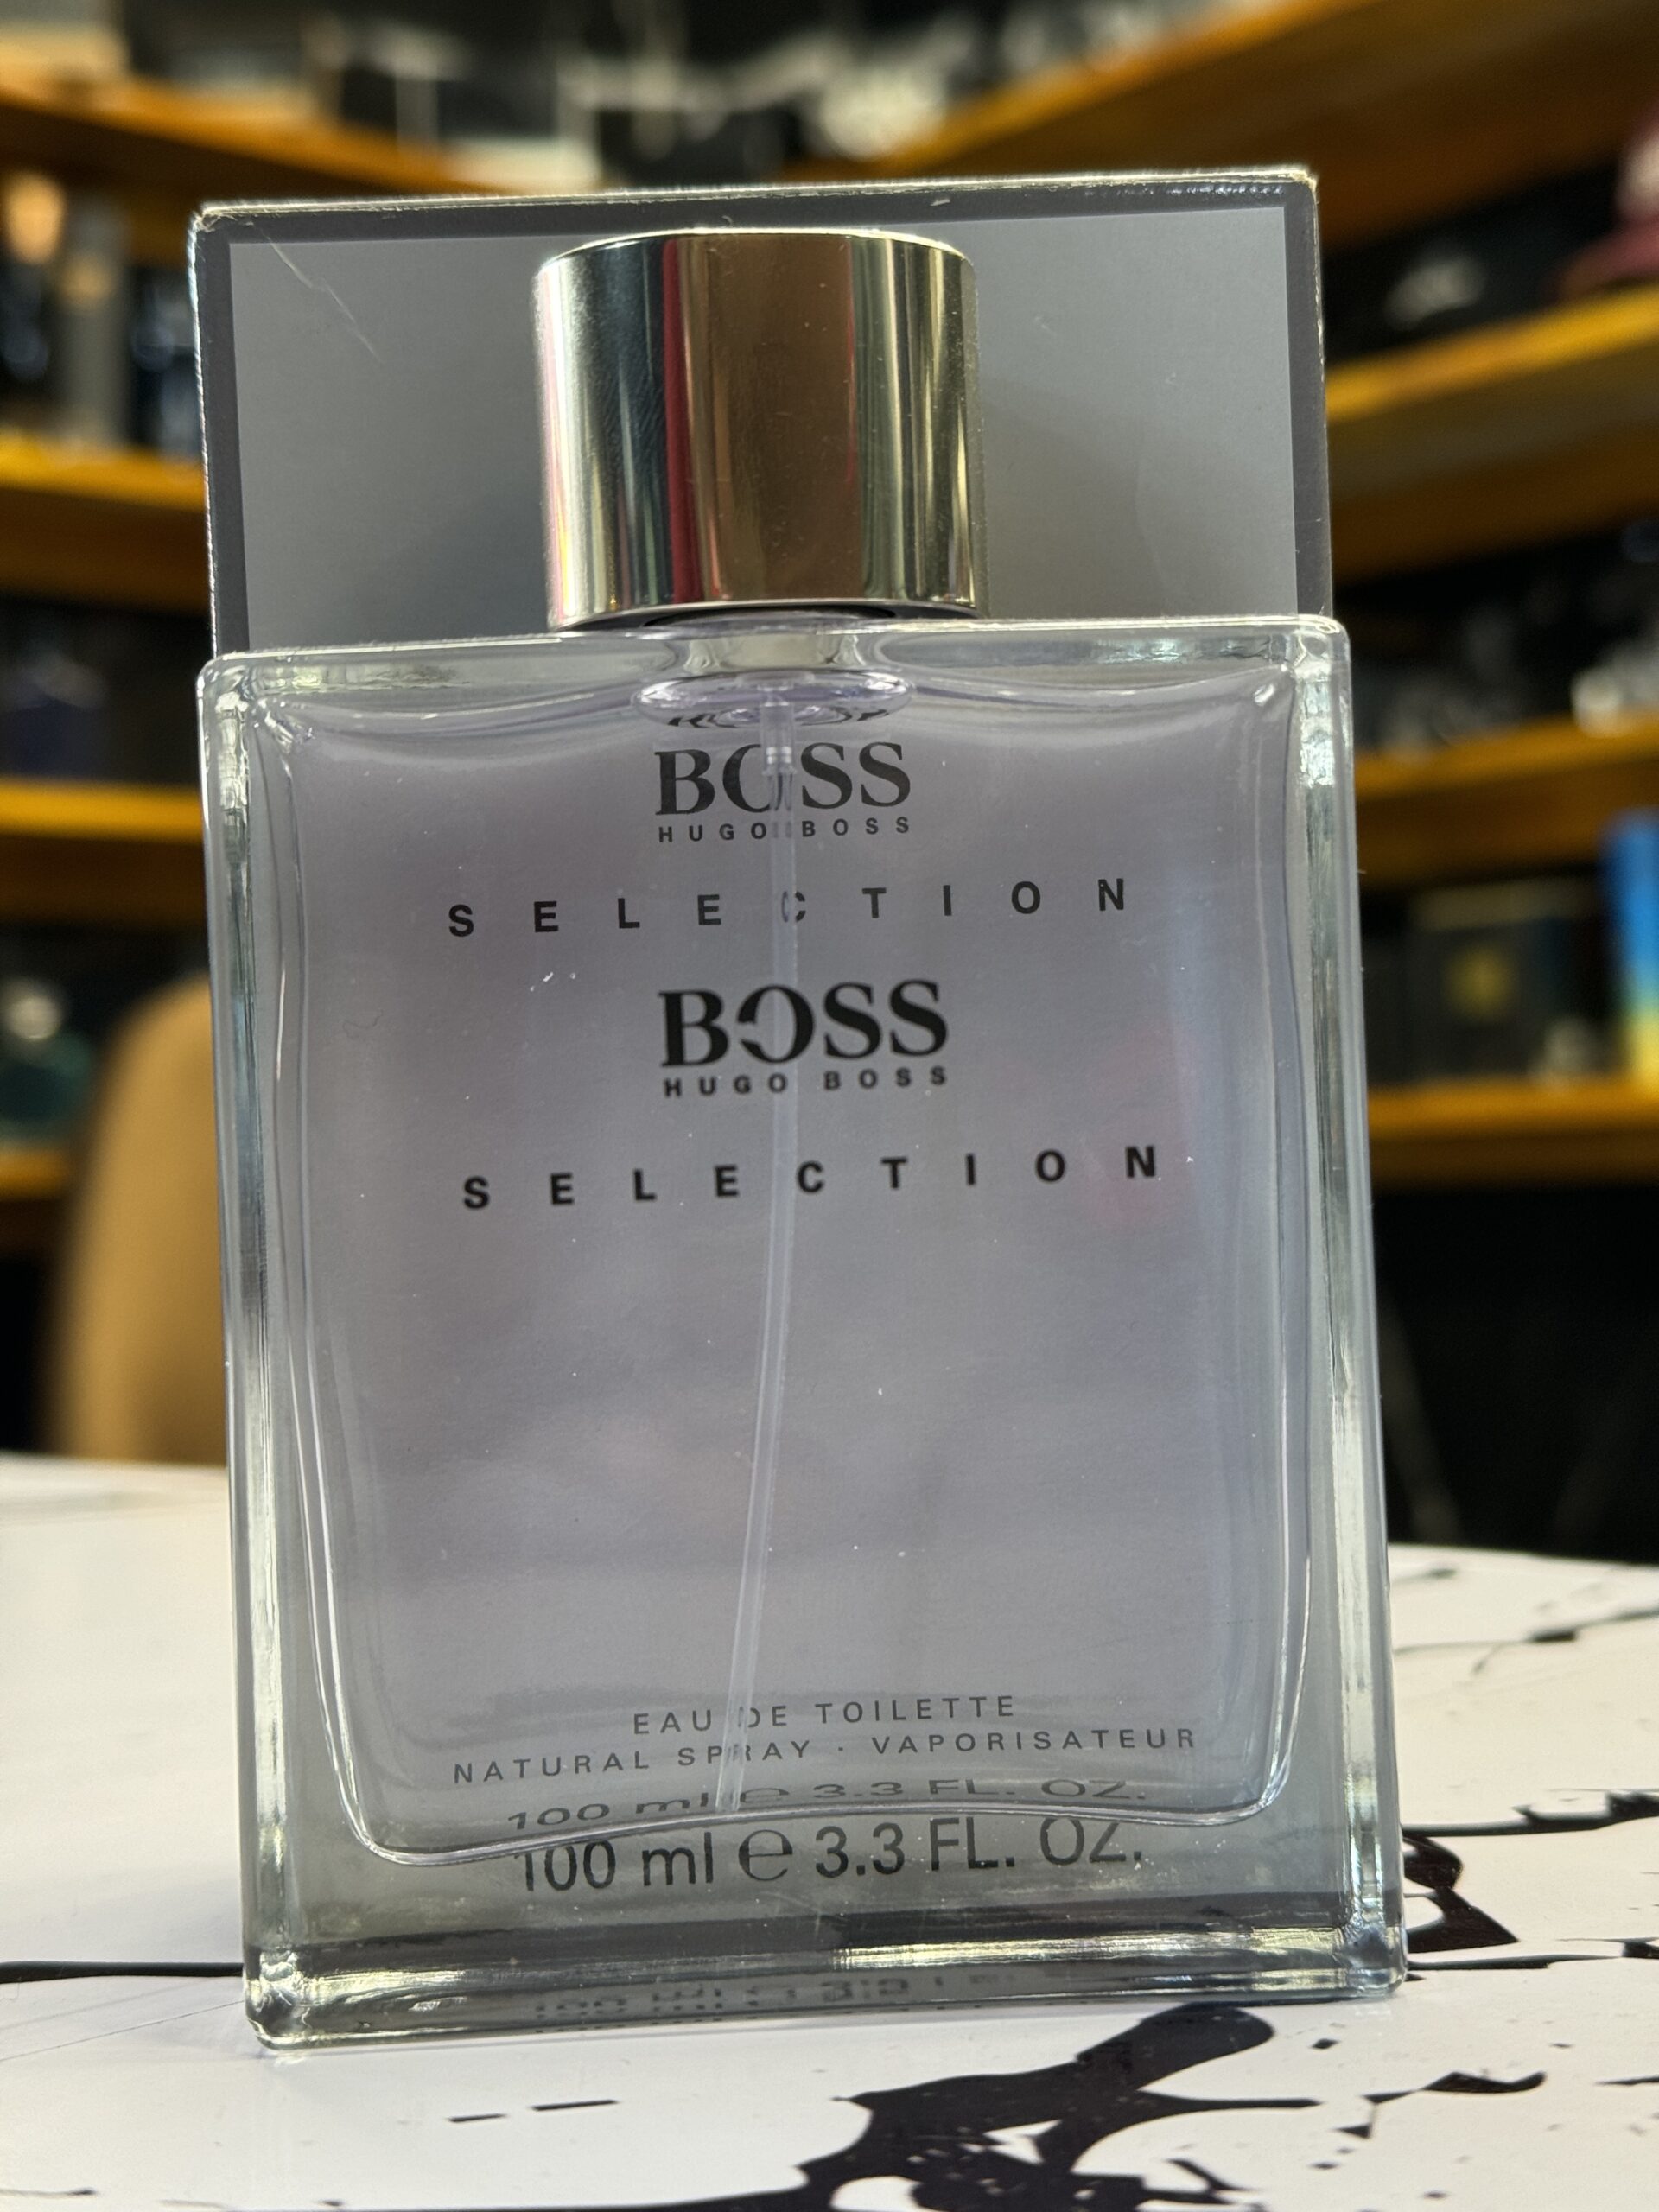 BOSS
HUGO BOSS
SELECTION
BOSS
HUGO BOSS
SELECTION
EAU DE TOILETTE
NATURAL SPRAY · VAPORISATEUR
100 ml e 3.3 FL. OZ.
100 ml ℮ 3.3 FL. OZ.